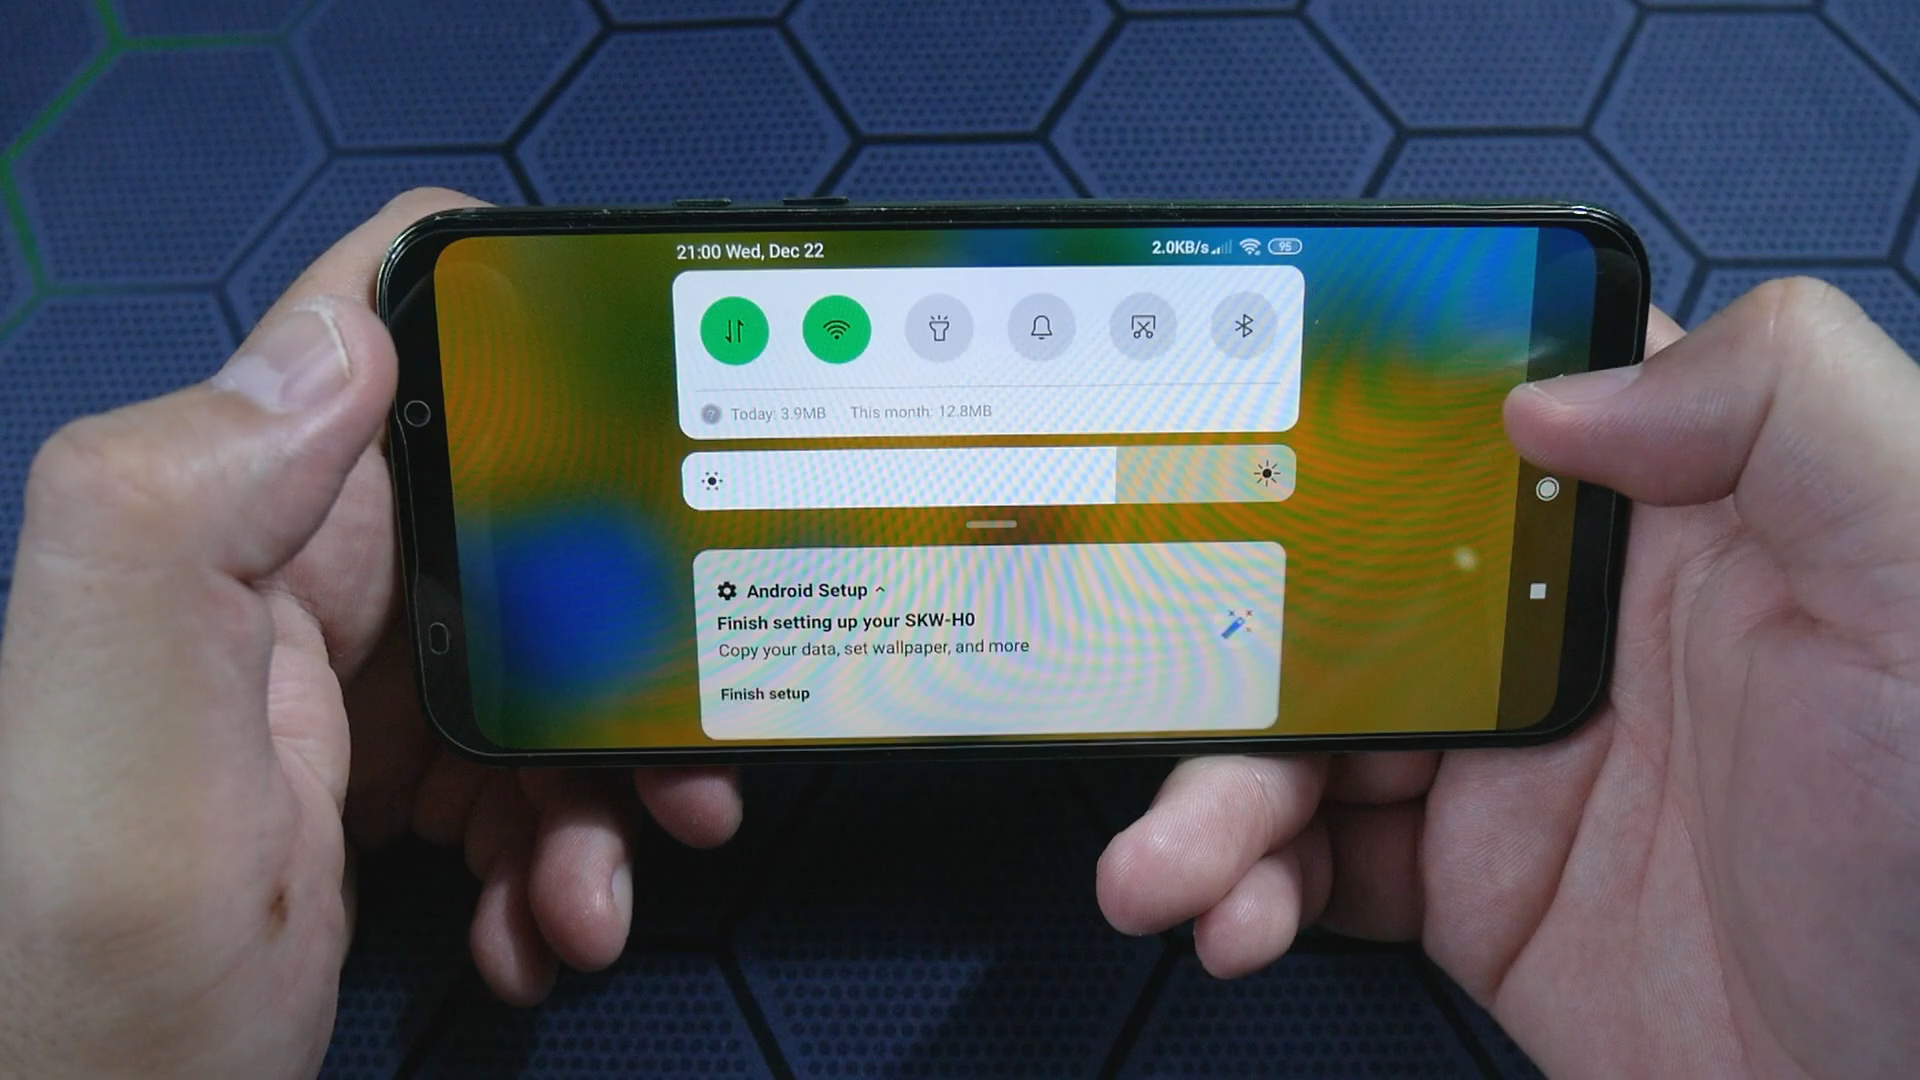 21:00 Wed, Dec 22
2.0KB/s 95
Today: 3.9MB This month: 12.8MB
Android Setup
Finish setting up your SKW-H0
Copy your data, set wallpaper, and more
Finish setup